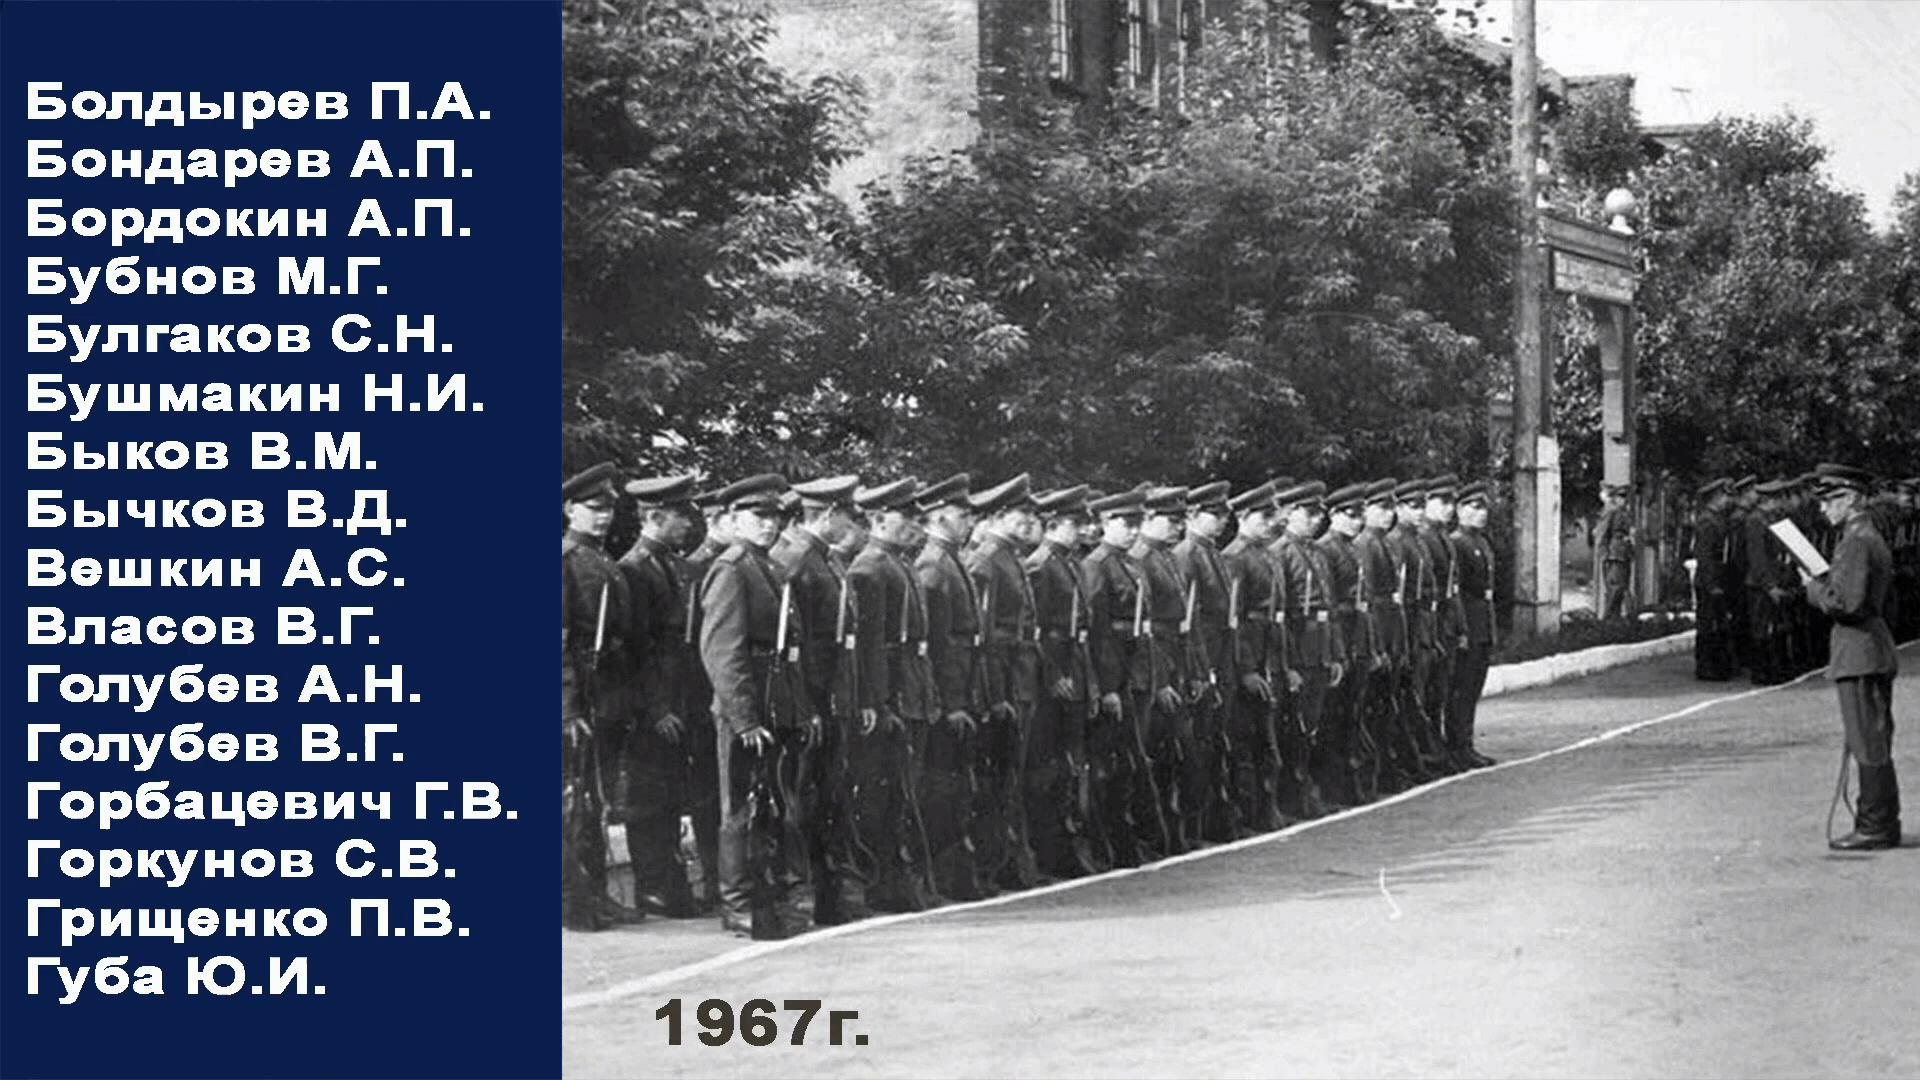 Болдырев П.А.
Бондарев А.П.
Бордокин А.П.
Бубнов М.Г.
Булгаков С.Н.
Бушмакин Н.И.
Быков В.М.
Бычков В.Д.
Вешкин А.С.
Власов В.Г.
Голубев А.Н.
Голубев В.Г.
Горбацевич Г.В.
Горкунов С.В.
Грищенко П.В.
Губа Ю.И.
1967г.